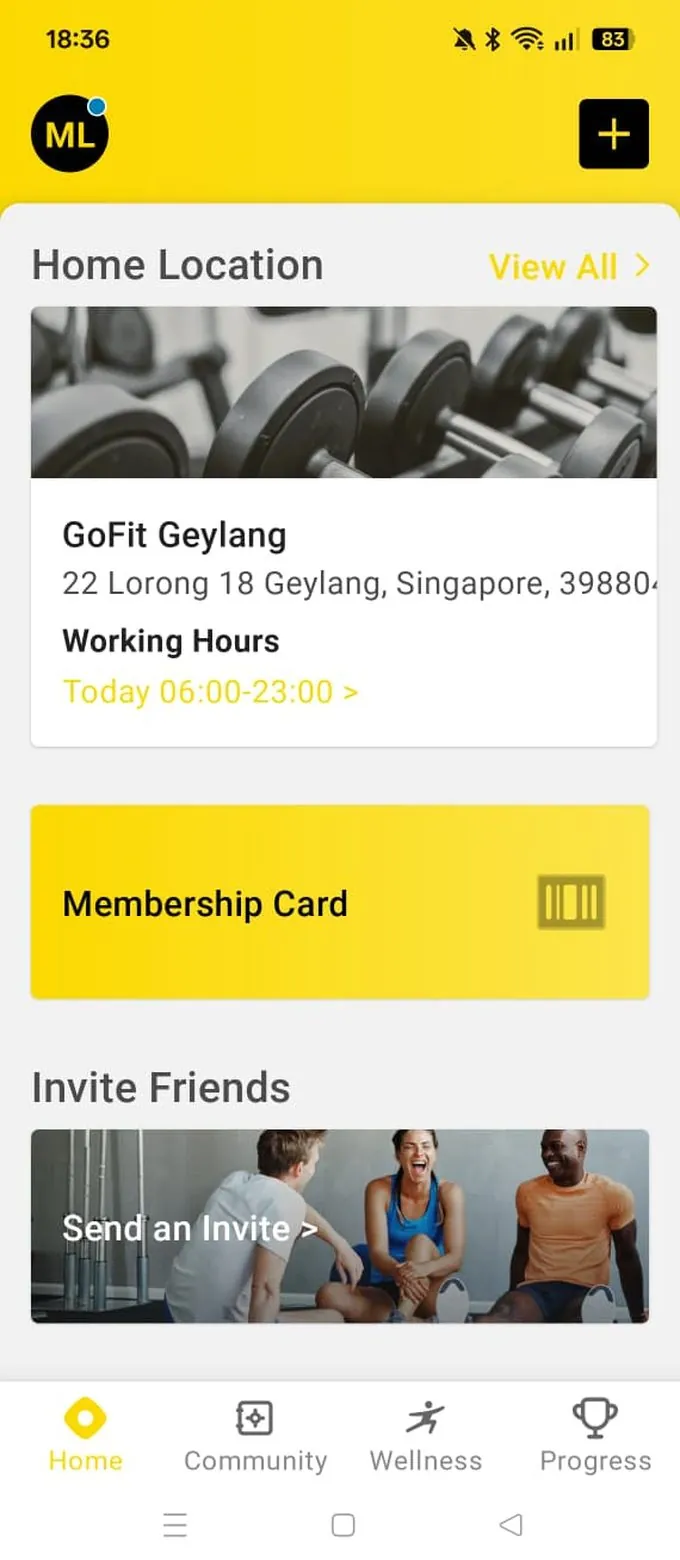 18:36
83
ML
Home Location
View All >
GoFit Geylang
22 Lorong 18 Geylang, Singapore, 39880
Working Hours
Today 06:00-23:00 >
Membership Card
Invite Friends
Send an Invite >
Home
Community
Wellness
Progress